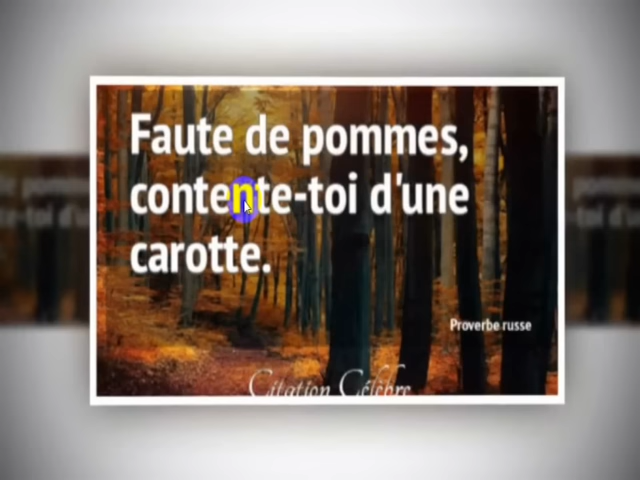 Faute de pommes,
contente-toi d'une
carotte.
Proverbe russe
Citation Célèbre